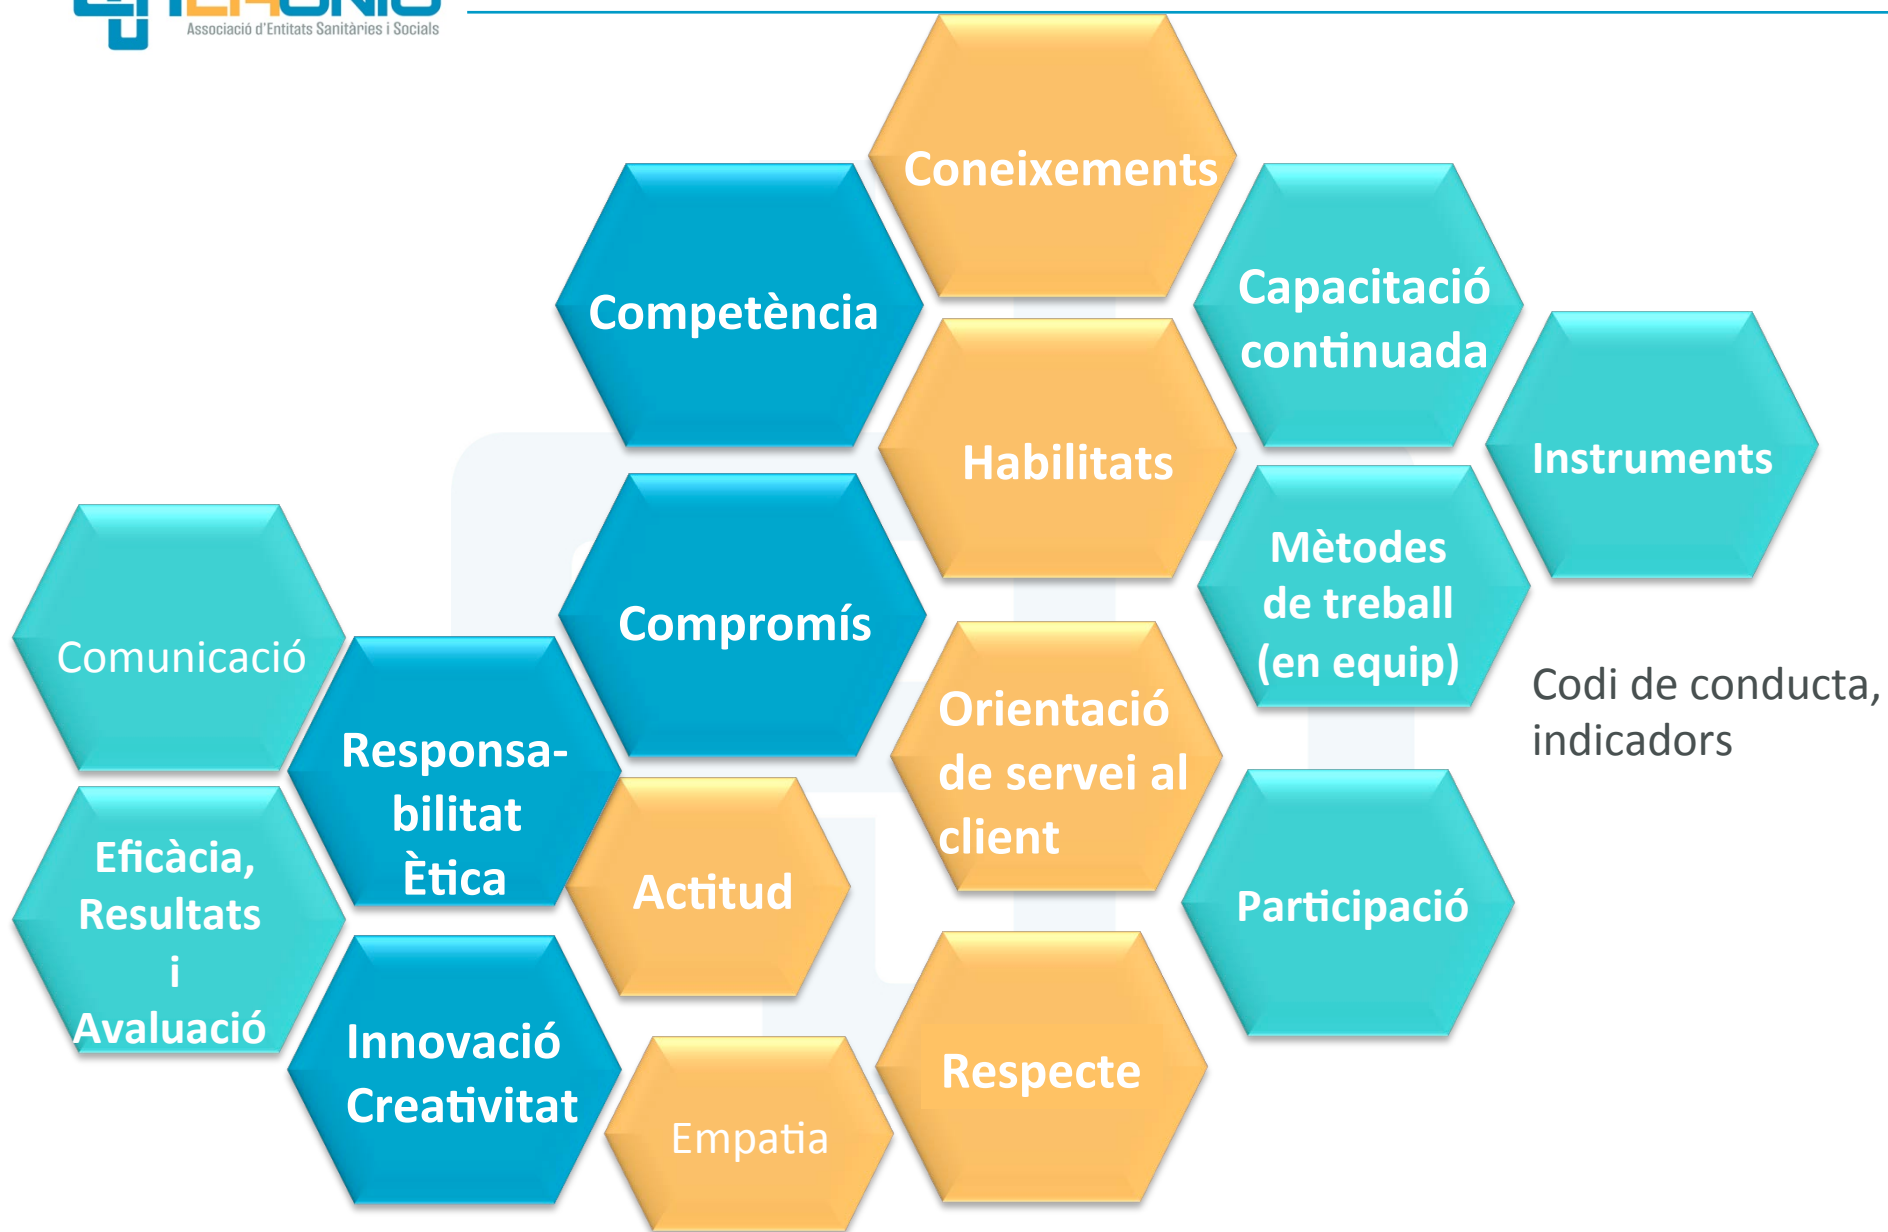 Associació d'Entitats Sanitàries i Socials
Coneixements
Competència
Capacitació
continuada
Habilitats
Instruments
Mètodes
de treball
(en equip)
Compromís
Comunicació
Codi de conducta,
indicadors
Orientació
de servei al
client
Responsa-
bilitat
Ètica
Eficàcia,
Resultats
i
Avaluació
Actitud
Participació
Innovació
Creativitat
Respecte
Empatia